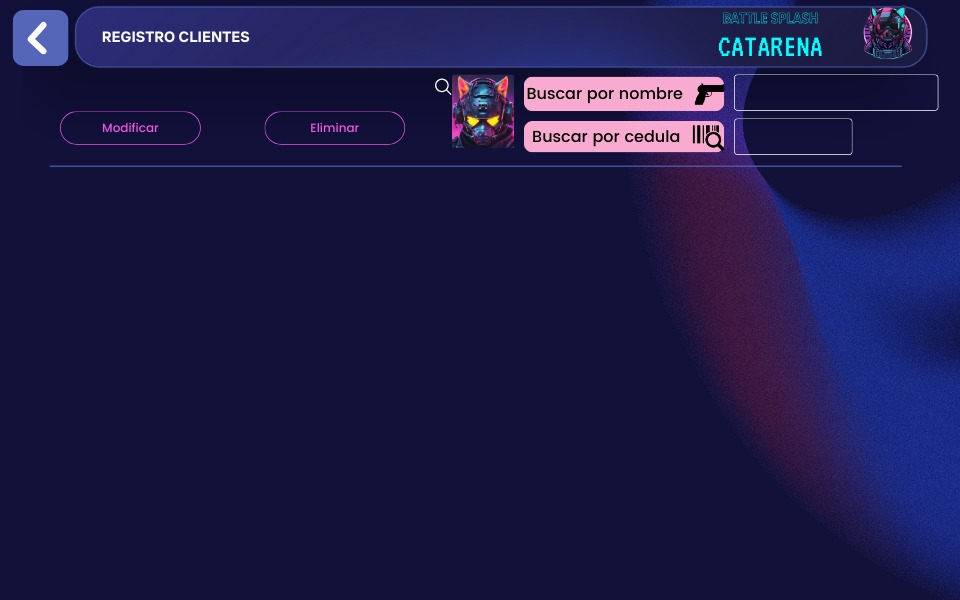 REGISTRO CLIENTES
BATTLE SPLASH
CATARENA
Buscar por nombre
Modificar
Eliminar
Buscar por cedula